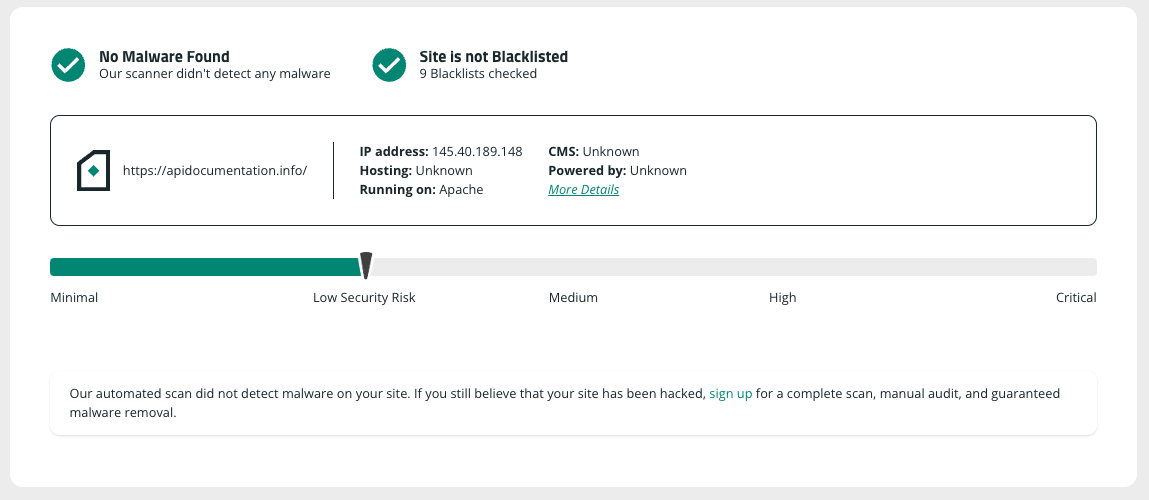 No Malware Found
Our scanner didn't detect any malware
Site is not Blacklisted
9 Blacklists checked
https://apidocumentation.info/
IP address: 145.40.189.148
Hosting: Unknown
Running on: Apache
CMS: Unknown
Powered by: Unknown
More Details
Minimal
Low Security Risk
Medium
High
Critical
Our automated scan did not detect malware on your site. If you still believe that your site has been hacked, sign up for a complete scan, manual audit, and guaranteed
malware removal.